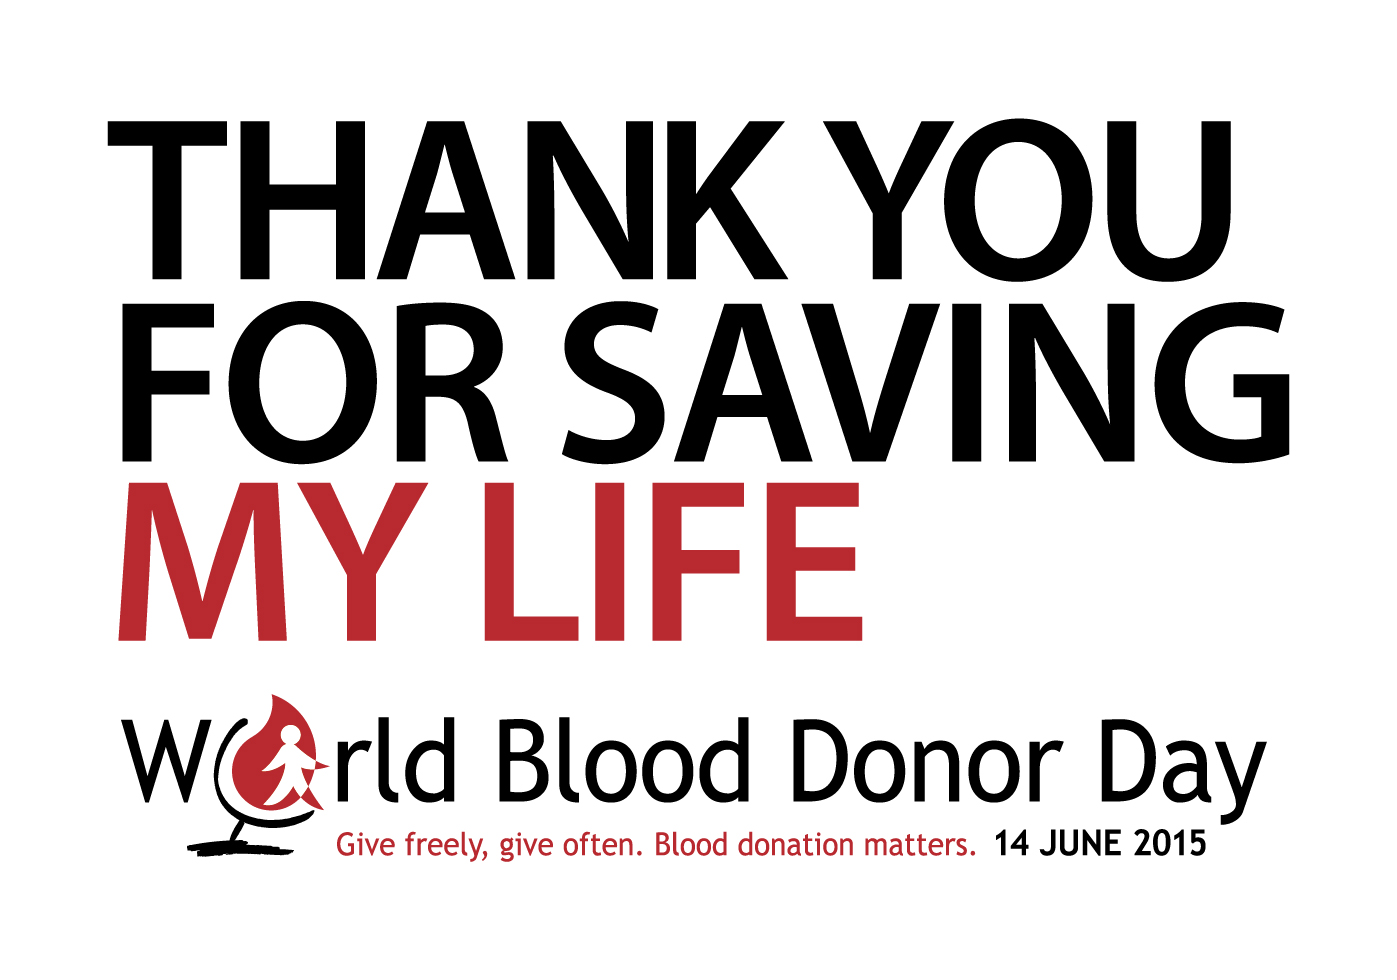 THANK YOU
FOR SAVING
MY LIFE
World Blood Donor Day
Give freely, give often. Blood donation matters. 14 JUNE 2015